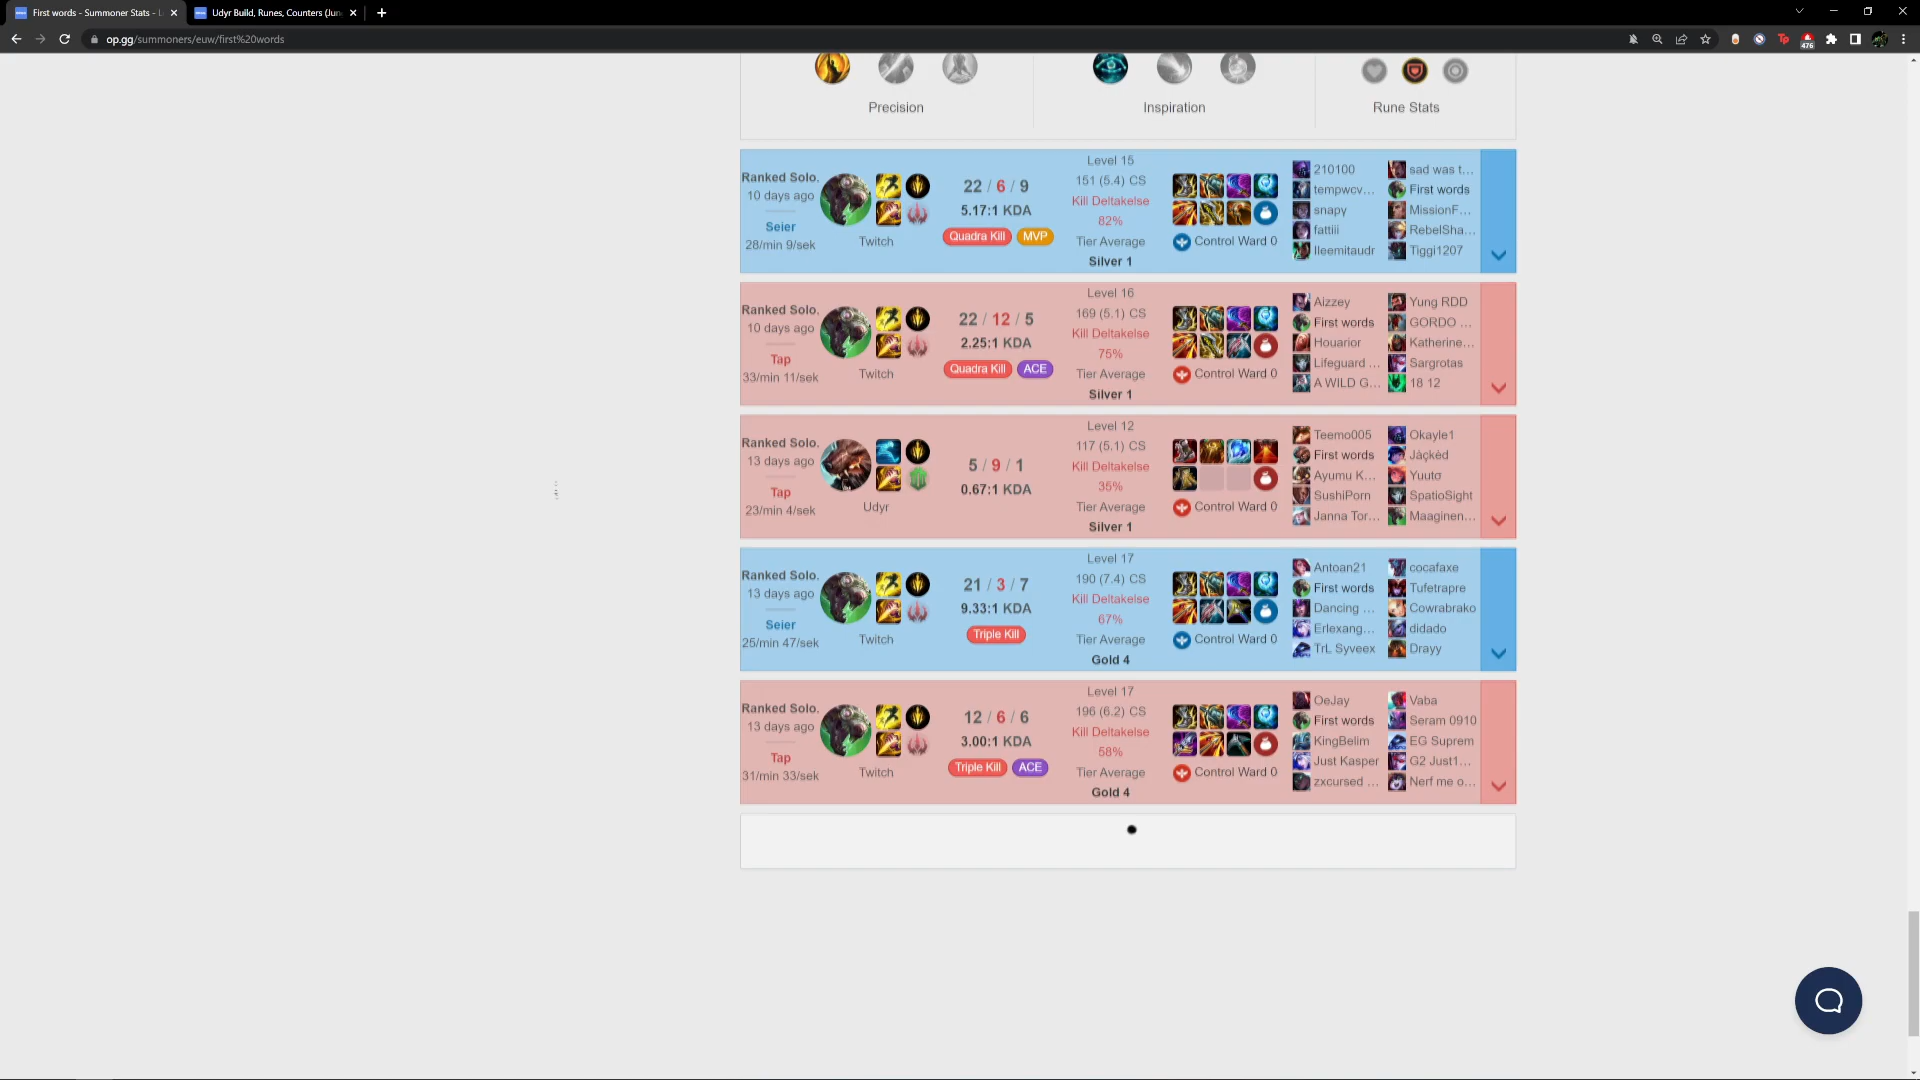 First words - Summoner Stats - L
Udyr Build, Runes, Counters (Jun
op.gg/summoners/euw/first%20words
476
Precision
Inspiration
Rune Stats
Ranked Solo.
10 days ago
Seier
28/min 9/sek
Twitch
22 / 6 / 9
5.17:1 KDA
Quadra Kill MVP
Level 15
151 (5.4) CS
Kill Deltakelse
82%
Tier Average
Silver 1
Control Ward 0
210100
tempwcv...
snapy
fattiii
Ileemitaudr
sad was t...
First words
MissionF...
RebelSha...
Tiggi1207
Ranked Solo.
10 days ago
Tap
33/min 11/sek
Twitch
22 / 12 / 5
2.25:1 KDA
Quadra Kill ACE
Level 16
169 (5.1) CS
Kill Deltakelse
75%
Tier Average
Silver 1
Control Ward 0
Aizzey
First words
Houarior
Lifeguard ...
A WILD G...
Yung RDD
GORDO ...
Katherine...
Sargrotas
18 12
Ranked Solo.
13 days ago
Tap
23/min 4/sek
Udyr
5 / 9 / 1
0.67:1 KDA
Level 12
117 (5.1) CS
Kill Deltakelse
35%
Tier Average
Silver 1
Control Ward 0
Teemo005
First words
Ayumu K...
SushiPorn
Janna Tor...
Okayle1
Jàçkéd
Yuutσ
SpatioSight
Maaginen...
Ranked Solo.
13 days ago
Seier
25/min 47/sek
Twitch
21 / 3 / 7
9.33:1 KDA
Triple Kill
Level 17
190 (7.4) CS
Kill Deltakelse
67%
Tier Average
Gold 4
Control Ward 0
Antoan21
First words
Dancing ...
Erlexang...
TrL Syveex
cocafaxe
Tufetrapre
Cowrabrako
didado
Drayy
Ranked Solo.
13 days ago
Tap
31/min 33/sek
Twitch
12 / 6 / 6
3.00:1 KDA
Triple Kill ACE
Level 17
196 (6.2) CS
Kill Deltakelse
58%
Tier Average
Gold 4
Control Ward 0
OeJay
First words
KingBelim
Just Kasper
zxcursed ...
Vaba
Seram 0910
EG Suprem
G2 Just1...
Nerf me o...